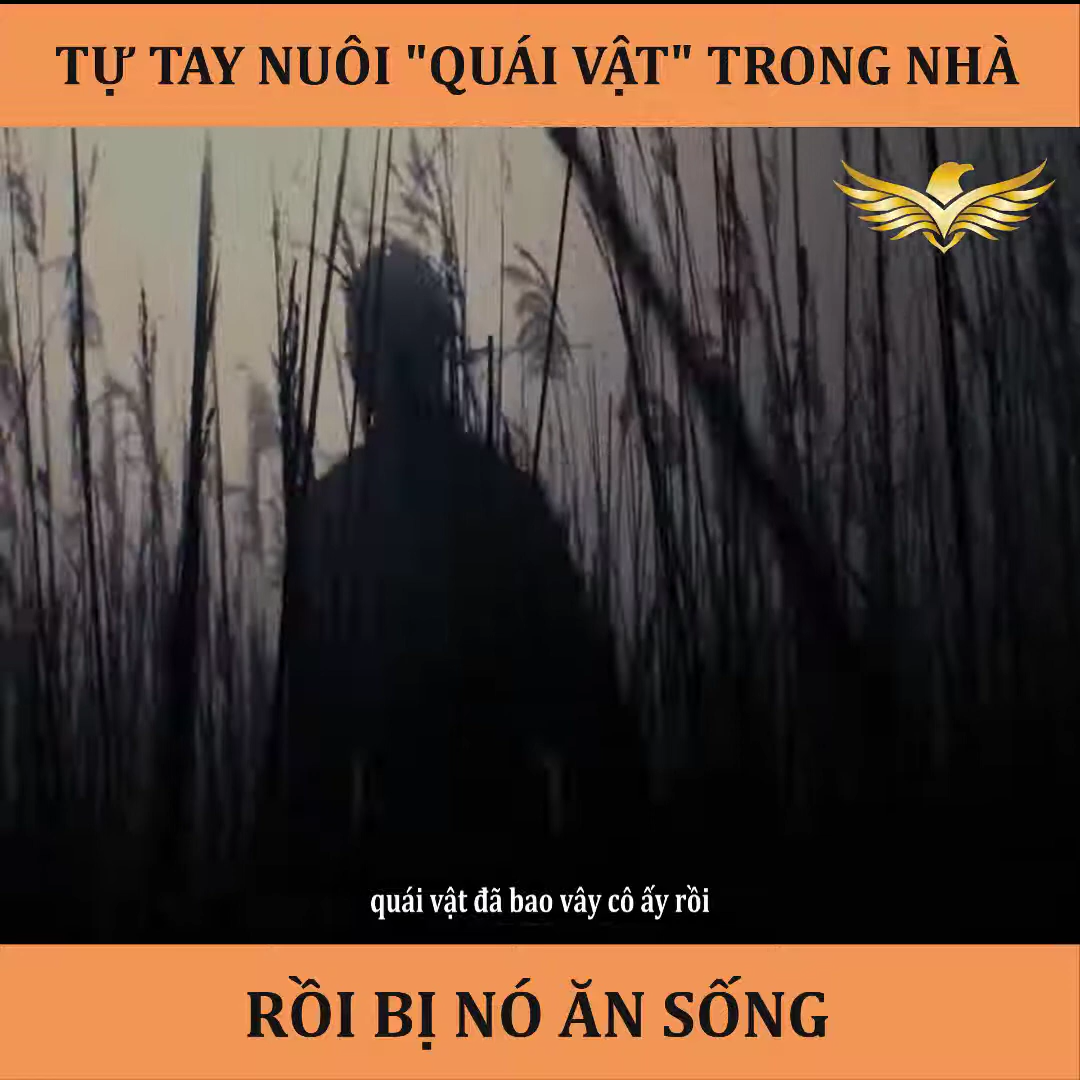 TỰ TAY NUÔI "QUÁI VẬT" TRONG NHÀ
quái vật đã bao vây cô ấy rồi
RỒI BỊ NÓ ĂN SỐNG